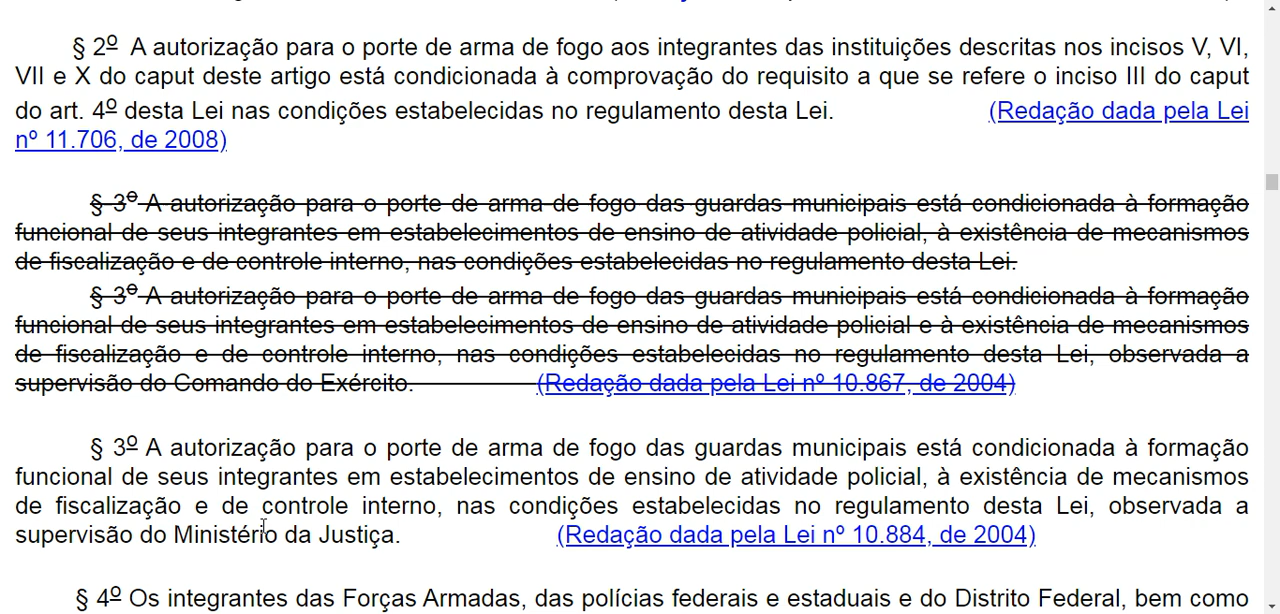 § 2º A autorização para o porte de arma de fogo aos integrantes das instituições descritas nos incisos V, VI,
VII e X do caput deste artigo está condicionada à comprovação do requisito a que se refere o inciso III do caput
do art. 4º desta Lei nas condições estabelecidas no regulamento desta Lei. (Redação dada pela Lei
nº 11.706, de 2008)
§ 3º A autorização para o porte de arma de fogo das guardas municipais está condicionada à formação
funcional de seus integrantes em estabelecimentos de ensino de atividade policial, à existência de mecanismos
de fiscalização e de controle interno, nas condições estabelecidas no regulamento desta Lei.
§ 3º A autorização para o porte de arma de fogo das guardas municipais está condicionada à formação
funcional de seus integrantes em estabelecimentos de ensino de atividade policial e à existência de mecanismos
de fiscalização e de controle interno, nas condições estabelecidas no regulamento desta Lei, observada a
supervisão do Comando do Exército. (Redação dada pela Lei nº 10.867, de 2004)
§ 3º A autorização para o porte de arma de fogo das guardas municipais está condicionada à formação
funcional de seus integrantes em estabelecimentos de ensino de atividade policial, à existência de mecanismos
de fiscalização e de controle interno, nas condições estabelecidas no regulamento desta Lei, observada a
supervisão do Ministério da Justiça. (Redação dada pela Lei nº 10.884, de 2004)
§ 4º Os integrantes das Forças Armadas, das polícias federais e estaduais e do Distrito Federal, bem como